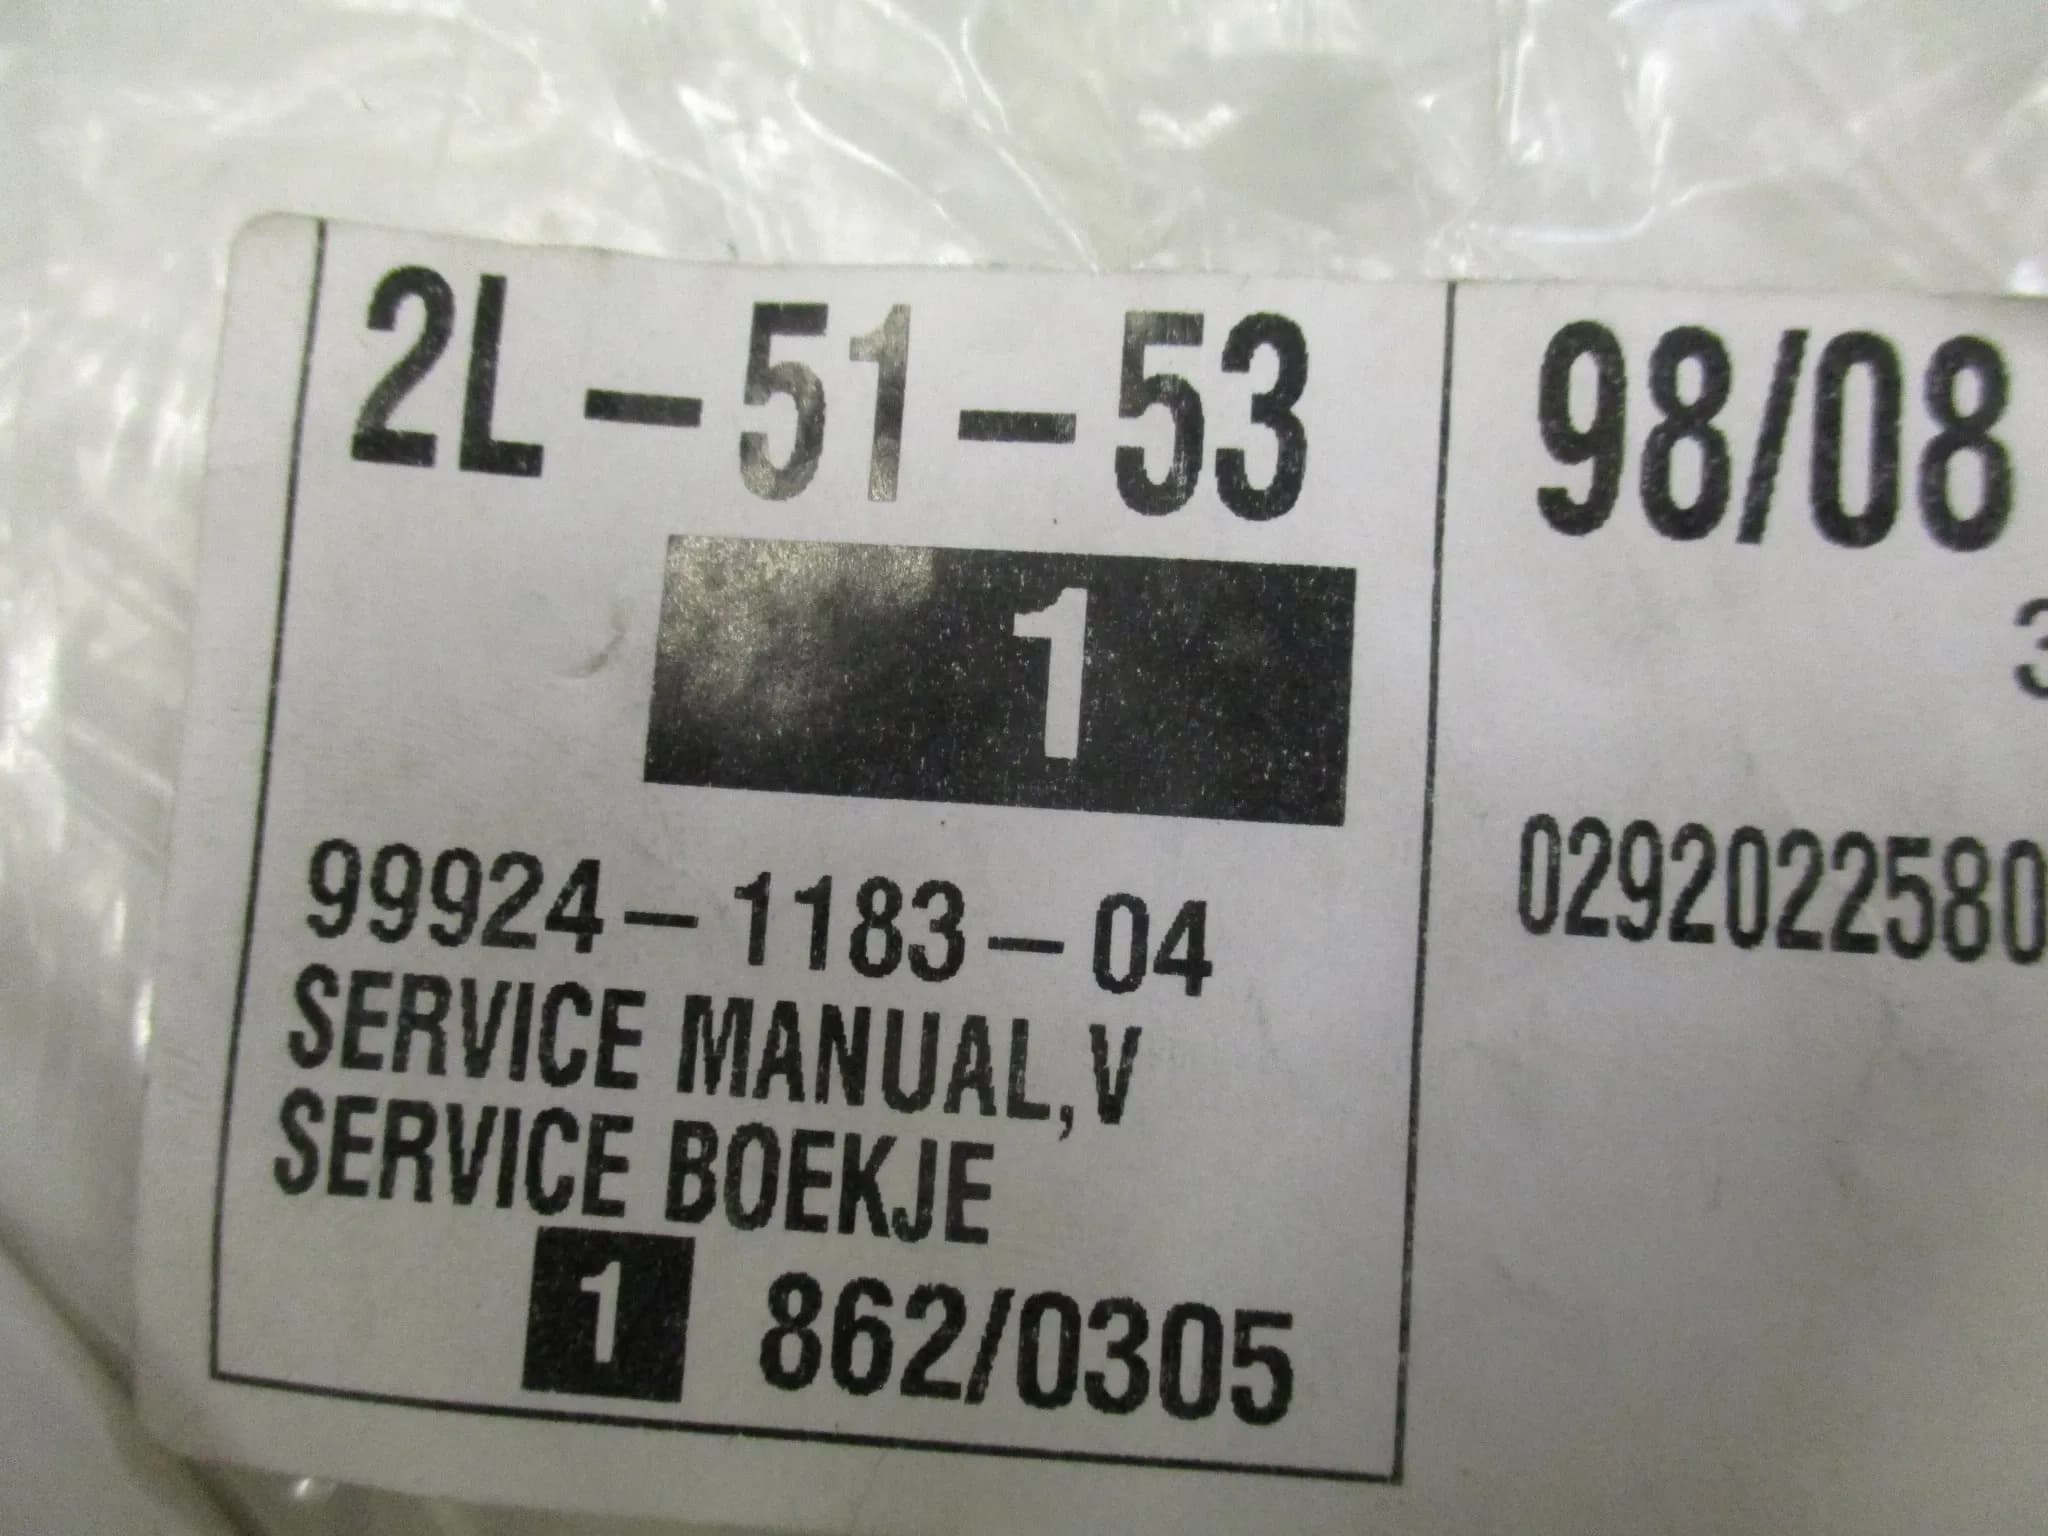 2L-51-53
1
99924-1183-04
SERVICE MANUAL,V
SERVICE BOEKJE
1 862/0305
98/08
3
0292022580